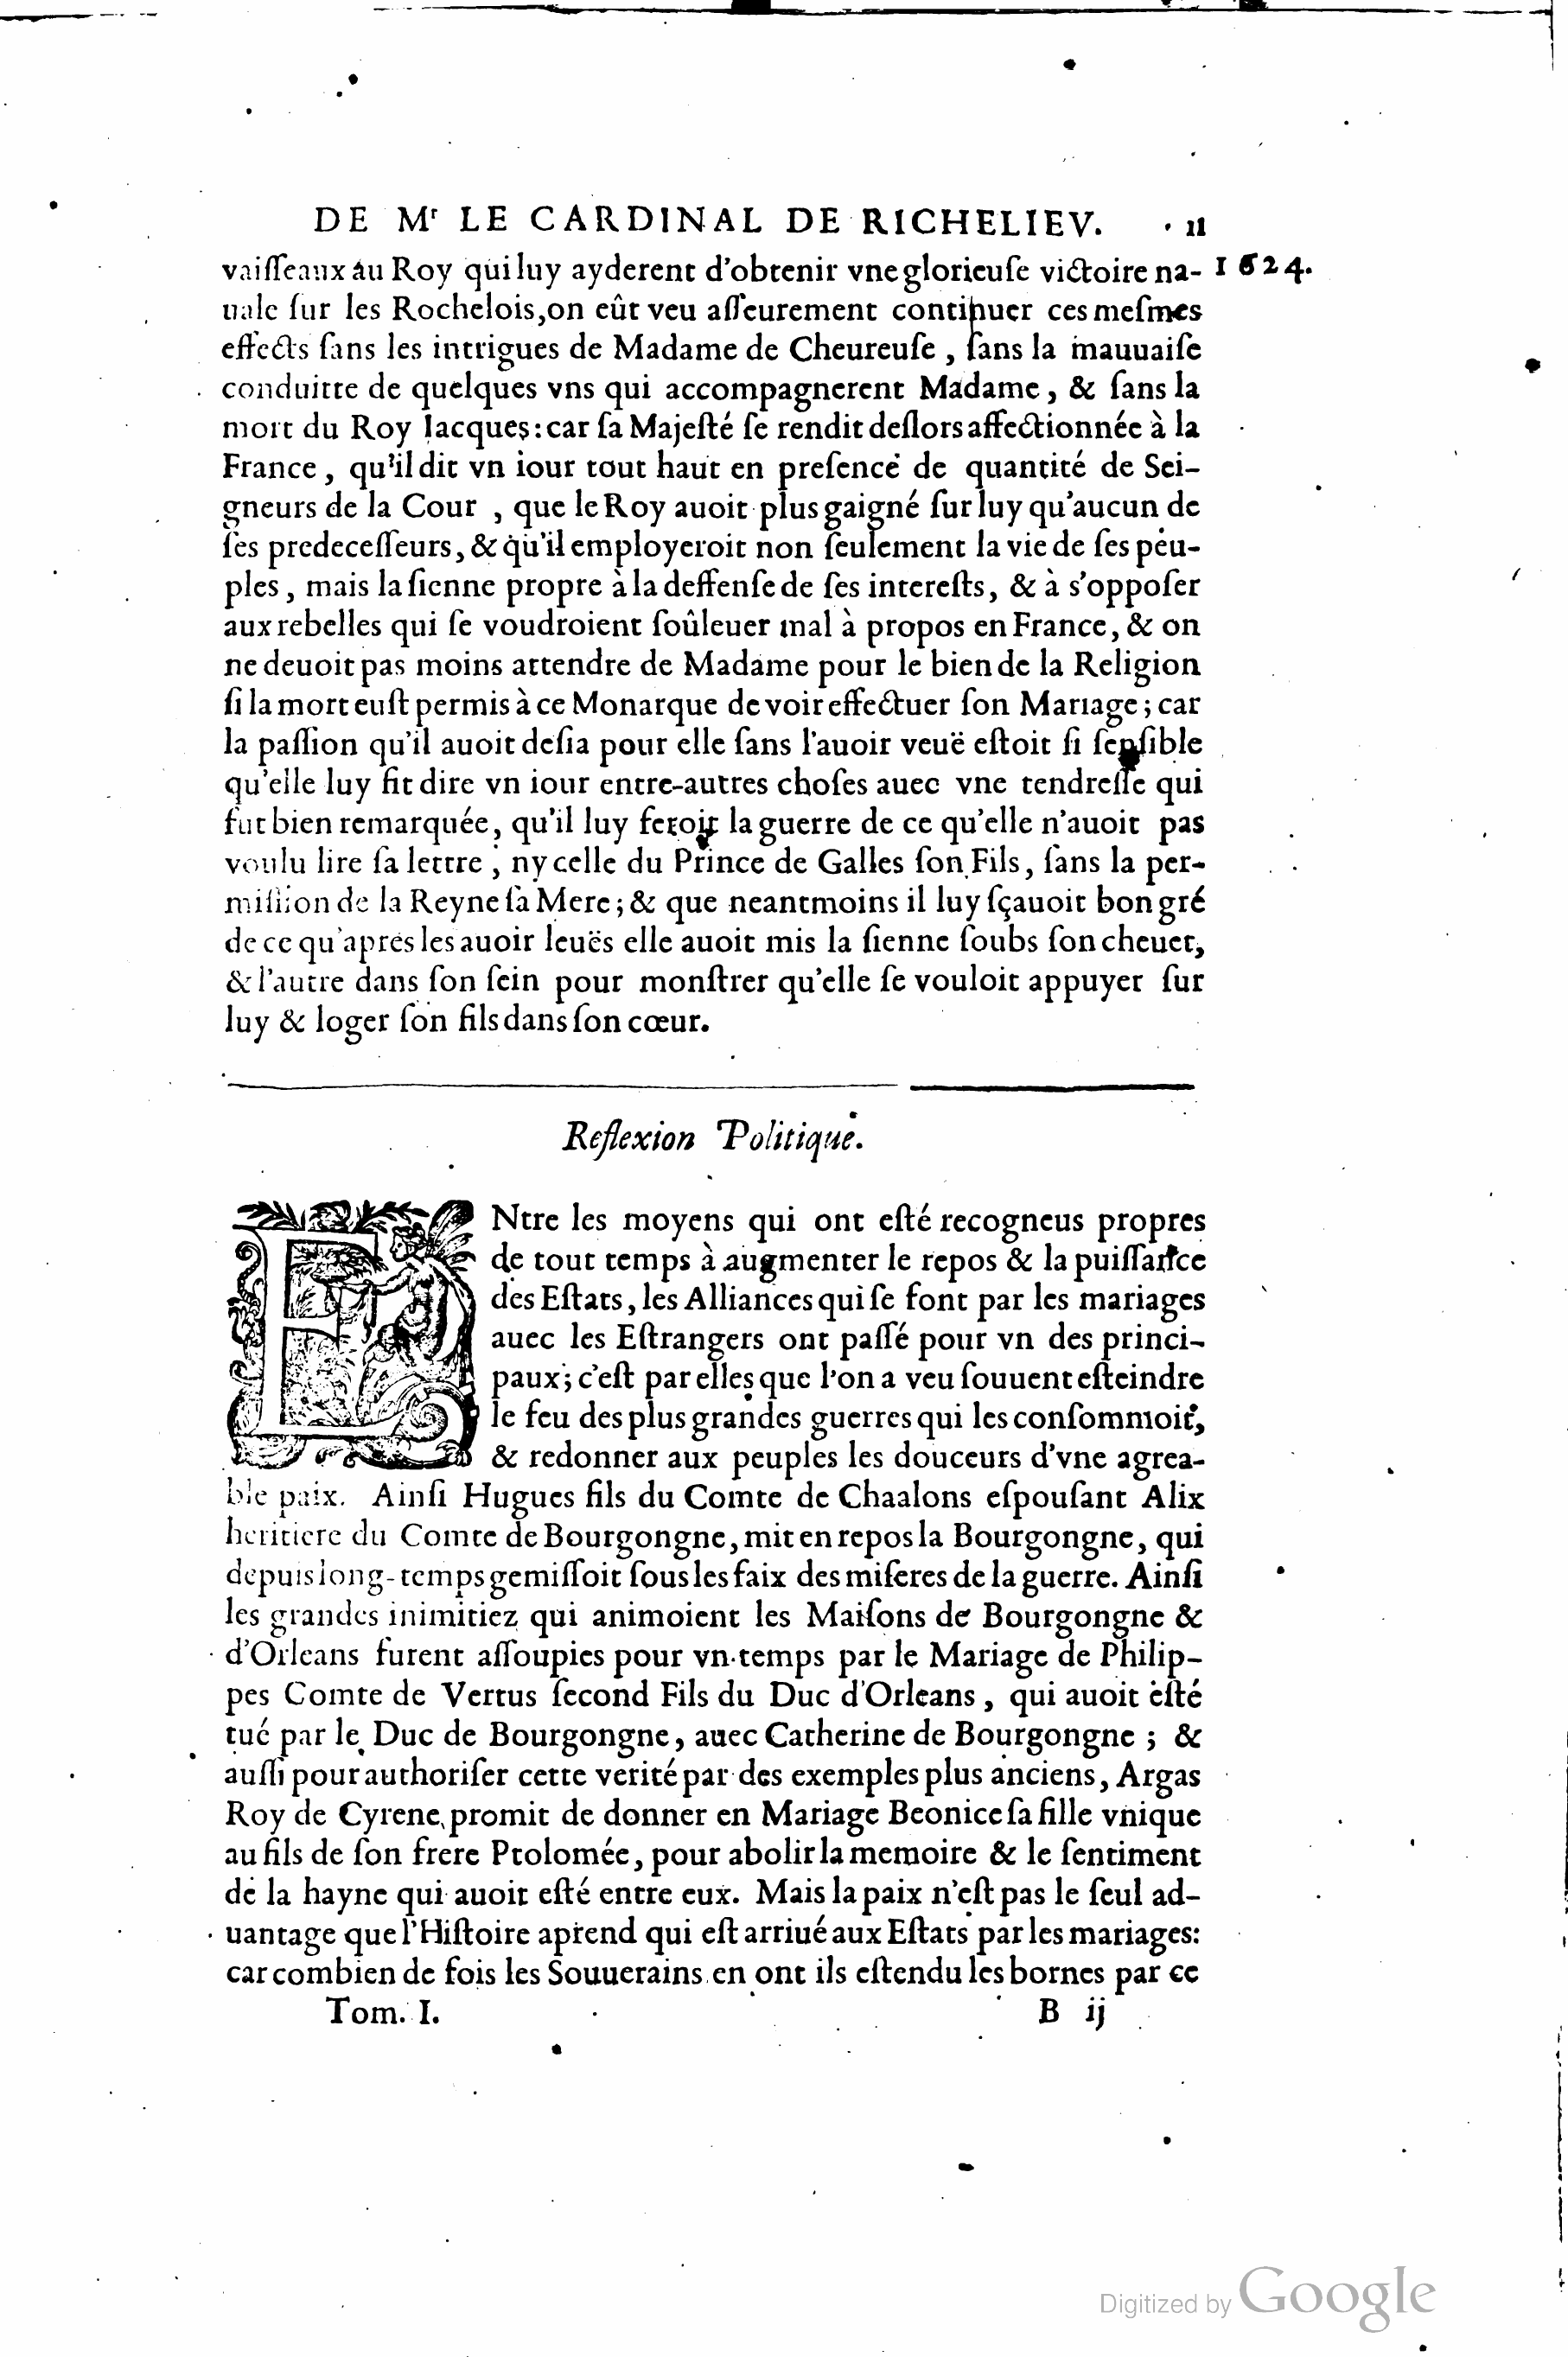 DE Mr LE CARDINAL DE RICHELIEV. 11
vaiſſeaux au Roy qui luy ayderent d'obtenir vne glorieuſe victoire na- 1624.
uale ſur les Rochelois, on eût veu aſſeurement continuer ces meſmes
effects ſans les intrigues de Madame de Cheureuſe, ſans la mauuaiſe
conduitte de quelques vns qui accompagnerent Madame, & ſans la
mort du Roy Iacques: car ſa Majeſté ſe rendit deſlors affectionnée à la
France, qu'il dit vn iour tout haut en preſence de quantité de Sei-
gneurs de la Cour, que le Roy auoit plus gaigné ſur luy qu'aucun de
ſes predeceſſeurs, & qu'il employeroit non ſeulement la vie de ſes peu-
ples, mais la ſienne propre à la deffenſe de ſes intereſts, & à s'oppoſer
aux rebelles qui ſe voudroient ſoûleuer mal à propos en France, & on
ne deuoit pas moins attendre de Madame pour le bien de la Religion
ſi la mort euſt permis à ce Monarque de voir effectuer ſon Mariage; car
la paſſion qu'il auoit deſia pour elle ſans l'auoir veuë eſtoit ſi ſenſible
qu'elle luy fit dire vn iour entre-autres choſes auec vne tendreſſe qui
fut bien remarquée, qu'il luy feroit la guerre de ce qu'elle n'auoit pas
voulu lire ſa lettre, ny celle du Prince de Galles ſon Fils, ſans la per-
miſſion de la Reyne ſa Mere; & que neantmoins il luy ſçauoit bon gré
de ce qu'apres les auoir leuës elle auoit mis la ſienne ſoubs ſon cheuet,
& l'autre dans ſon ſein pour monſtrer qu'elle ſe vouloit appuyer ſur
luy & loger ſon fils dans ſon cœur.
Reflexion Politique.
ENtre les moyens qui ont eſté recogneus propres
de tout temps à augmenter le repos & la puiſſance
des Eſtats, les Alliances qui ſe font par les mariages
auec les Eſtrangers ont paſſé pour vn des princi-
paux; c'eſt par elles que l'on a veu ſouuent eſteindre
le feu des plus grandes guerres qui les conſommoit,
& redonner aux peuples les douceurs d'vne agrea-
ble paix. Ainſi Hugues fils du Comte de Chaalons eſpouſant Alix
heritiere du Comte de Bourgongne, mit en repos la Bourgongne, qui
depuis long-temps gemiſſoit ſous les faix des miſeres de la guerre. Ainſi
les grandes inimitiez qui animoient les Maiſons de Bourgongne &
d'Orleans furent aſſoupies pour vn temps par le Mariage de Philip-
pes Comte de Vertus ſecond Fils du Duc d'Orleans, qui auoit eſté
tué par le Duc de Bourgongne, auec Catherine de Bourgongne; &
auſſi pour authoriſer cette verité par des exemples plus anciens, Argas
Roy de Cyrene, promit de donner en Mariage Beonice ſa fille vnique
au fils de ſon frere Ptolomée, pour abolir la memoire & le ſentiment
de la hayne qui auoit eſté entre eux. Mais la paix n'eſt pas le ſeul ad-
uantage que l'Hiſtoire aprend qui eſt arriué aux Eſtats par les mariages:
car combien de fois les Souuerains en ont ils eſtendu les bornes par ce
Tom. I. B ij
Digitized by Google